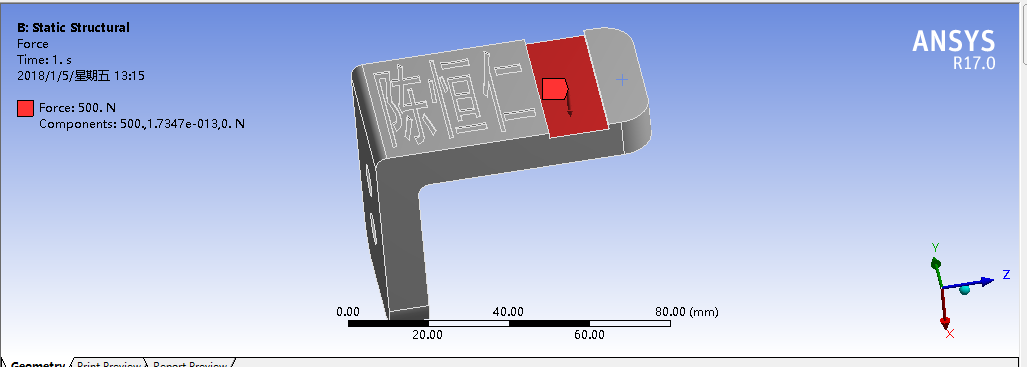 B: Static Structural
Force
Time: 1. s
2018/1/5/星期五 13:15
Force: 500. N
Components: 500.,1.7347e-013,0. N
ANSYS
R17.0
陈恒仁
Y
Z
X
0.00 40.00 80.00 (mm)
20.00 60.00
Geometry Print Preview Report Preview